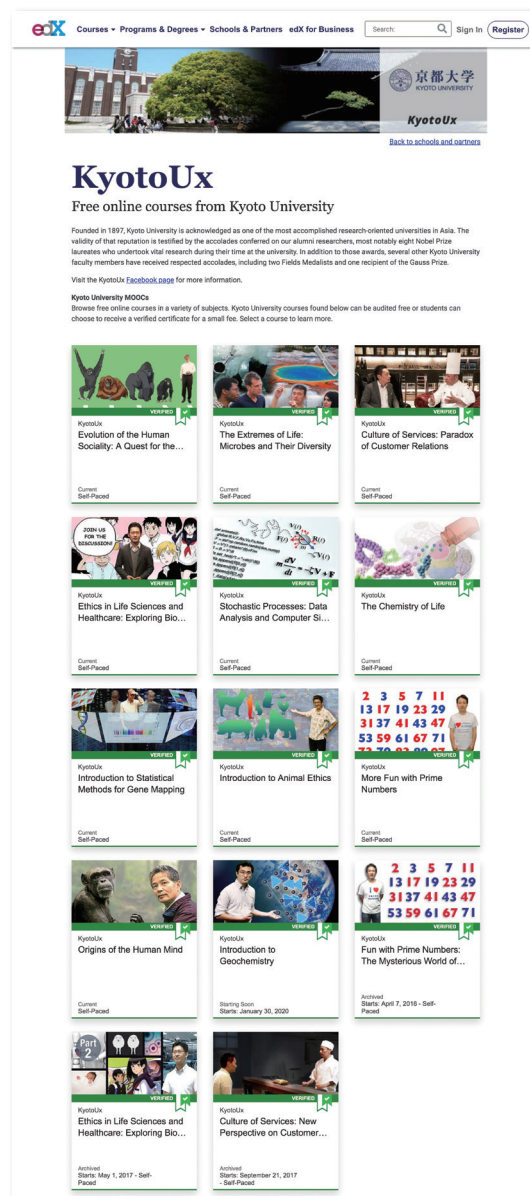 edX Courses Programs & Degrees Schools & Partners edX for Business Search: Sign In Register
京都大学
KYOTO UNIVERSITY
KyotoUx
Back to schools and partners
KyotoUx
Free online courses from Kyoto University
Founded in 1897, Kyoto University is acknowledged as one of the most accomplished research-oriented universities in Asia. The
validity of that reputation is testified by the accolades conferred on our alumni researchers, most notably eight Nobel Prize
laureates who undertook vital research during their time at the university. In addition to those awards, several other Kyoto University
faculty members have received respected accolades, including two Fields Medalists and one recipient of the Gauss Prize.
Visit the KyotoUx Facebook page for more information.
Kyoto University MOOCs
Browse free online courses in a variety of subjects. Kyoto University courses found below can be audited free or students can
choose to receive a verified certificate for a small fee. Select a course to learn more.
VERIFIED
KyotoUx
Evolution of the Human
Sociality: A Quest for the...
Current
Self-Paced
VERIFIED
KyotoUx
The Extremes of Life:
Microbes and Their Diversity
Current
Self-Paced
VERIFIED
KyotoUx
Culture of Services: Paradox
of Customer Relations
Current
Self-Paced
JOIN US
FOR THE
DISCUSSION!
VERIFIED
KyotoUx
Ethics in Life Sciences and
Healthcare: Exploring Bio...
Current
Self-Paced
VERIFIED
KyotoUx
Stochastic Processes: Data
Analysis and Computer Si...
Current
Self-Paced
VERIFIED
KyotoUx
The Chemistry of Life
Current
Self-Paced
VERIFIED
KyotoUx
Introduction to Statistical
Methods for Gene Mapping
Current
Self-Paced
VERIFIED
KyotoUx
Introduction to Animal Ethics
Current
Self-Paced
2 3 5 7 11
13 17 19 23 29
31 37 41 43 47
53 59 61 67 71
VERIFIED
KyotoUx
More Fun with Prime
Numbers
Current
Self-Paced
VERIFIED
KyotoUx
Origins of the Human Mind
Current
Self-Paced
VERIFIED
KyotoUx
Introduction to
Geochemistry
Starting Soon
Starts: January 30, 2020
2 3 5 7 11
13 17 19 23 29
31 37 41 43 47
53 59 61 67 71
VERIFIED
KyotoUx
Fun with Prime Numbers:
The Mysterious World of...
Archived
Starts: April 7, 2016 - Self-
Paced
Part
2
VERIFIED
KyotoUx
Ethics in Life Sciences and
Healthcare: Exploring Bio...
Archived
Starts: May 1, 2017 - Self-
Paced
VERIFIED
KyotoUx
Culture of Services: New
Perspective on Customer...
Archived
Starts: September 21, 2017
- Self-Paced